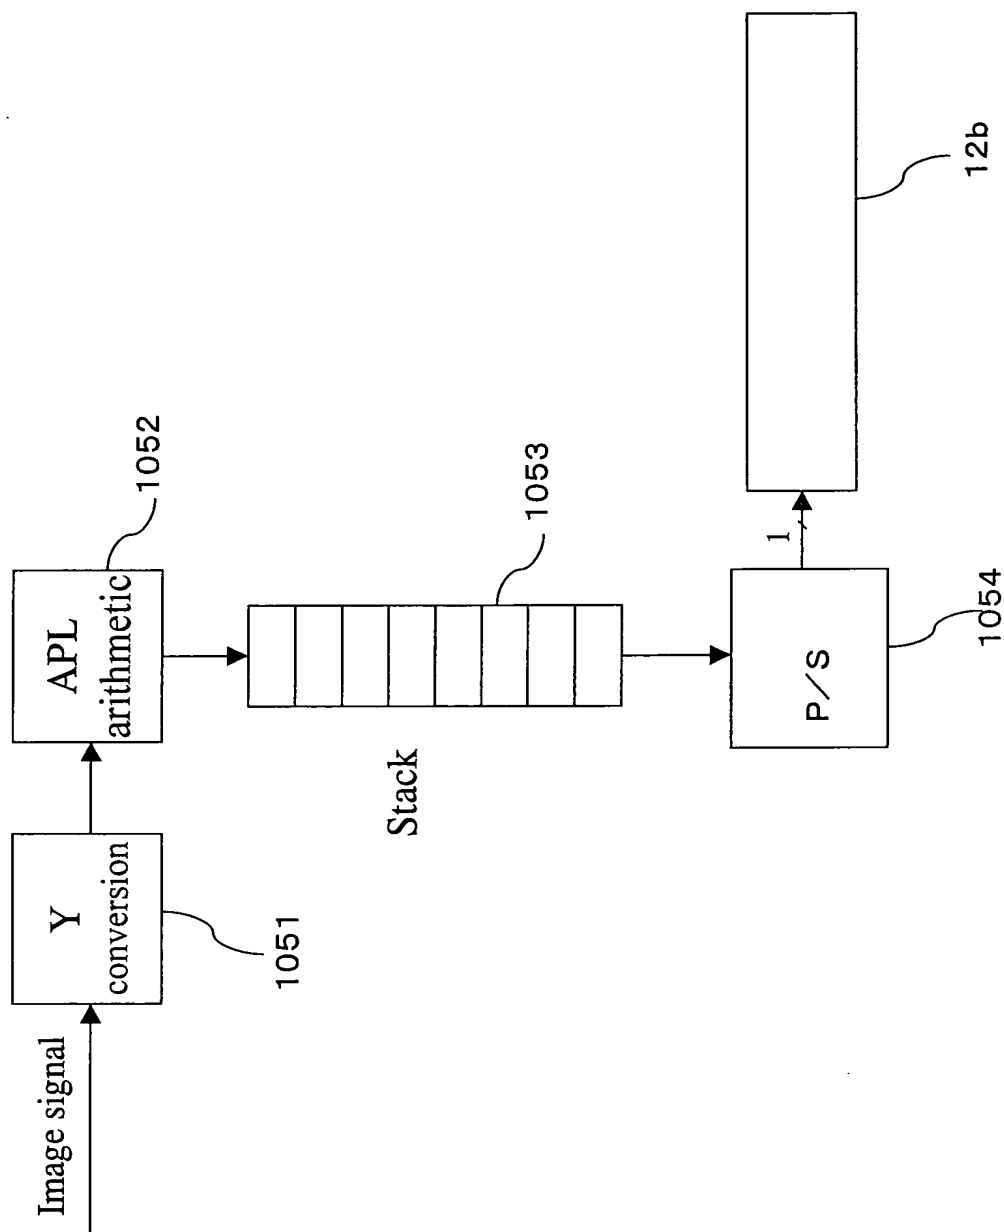 Image signal
Y
conversion
1051
APL
arithmetic
1052
Stack
1053
P/S
1054
1
12b